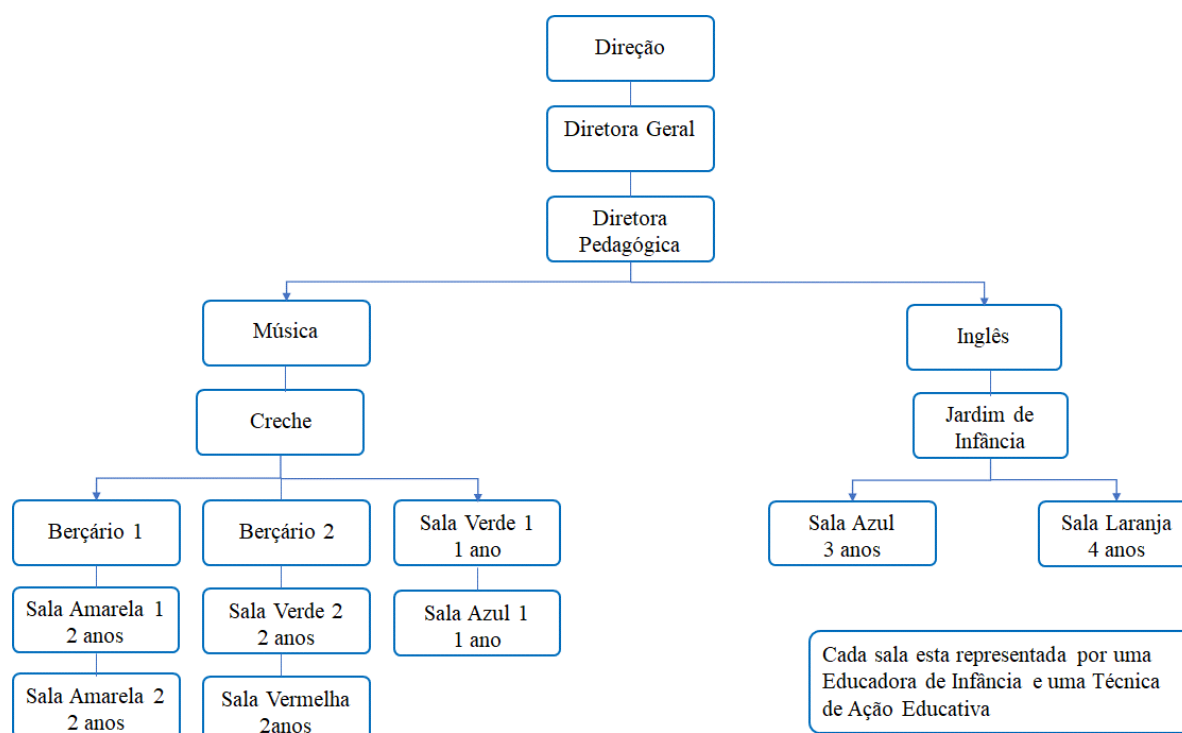 Direção
Diretora Geral
Diretora
Pedagógica
Música
Inglês
Creche
Jardim de
Infância
Berçário 1
Berçário 2
Sala Verde 1
1 ano
Sala Azul
3 anos
Sala Laranja
4 anos
Sala Amarela 1
2 anos
Sala Verde 2
2 anos
Sala Azul 1
1 ano
Sala Amarela 2
2 anos
Sala Vermelha
2anos
Cada sala esta representada por uma
Educadora de Infância e uma Técnica
de Ação Educativa